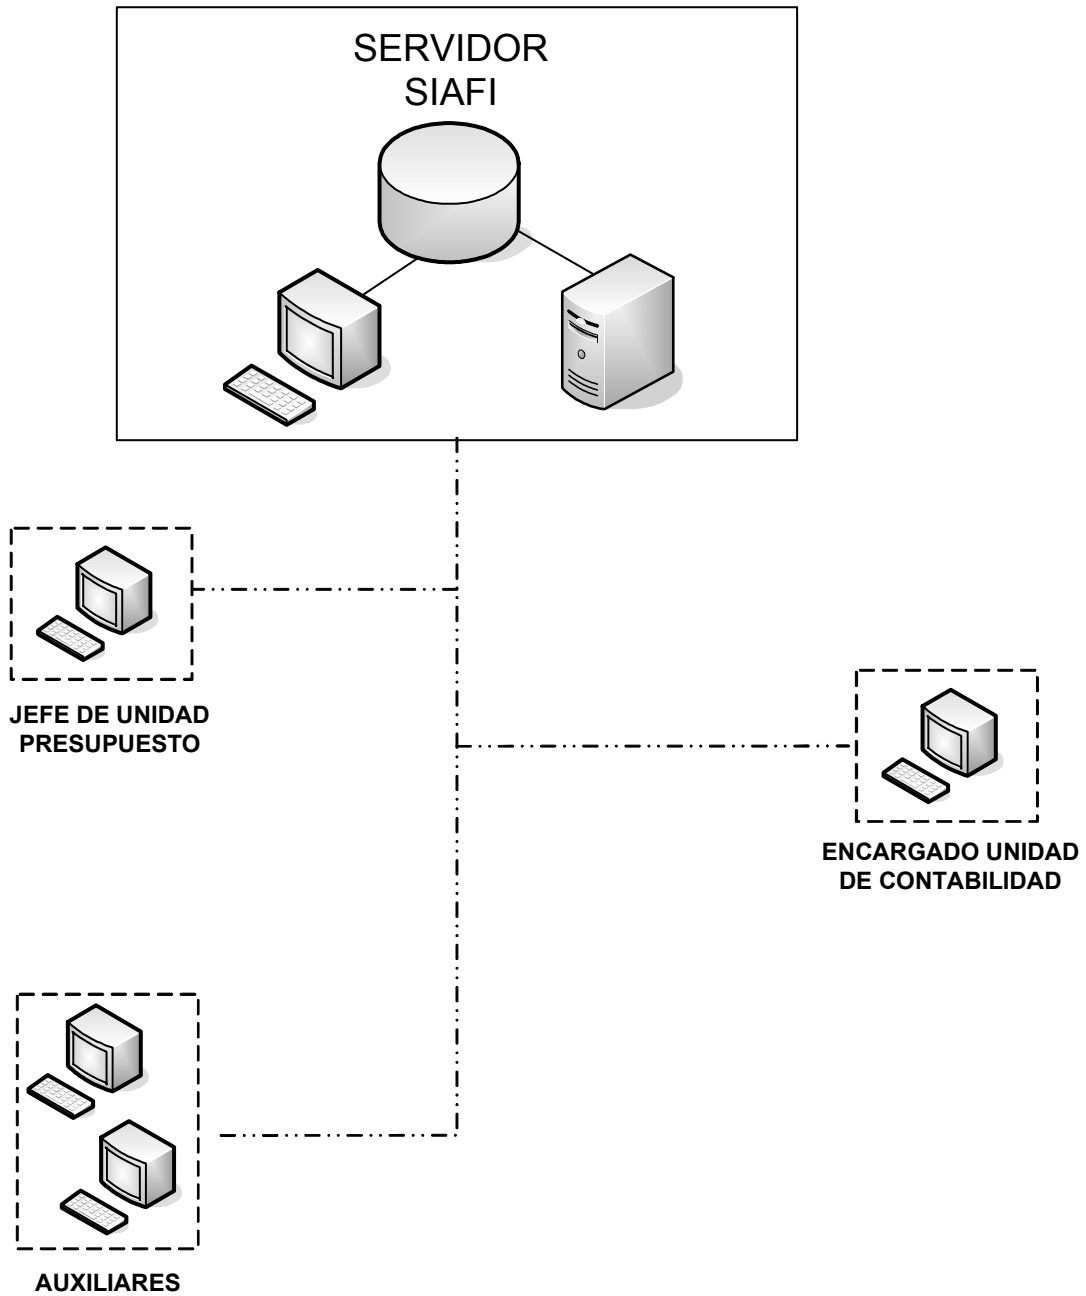 SERVIDOR
SIAFI
JEFE DE UNIDAD
PRESUPUESTO
ENCARGADO UNIDAD
DE CONTABILIDAD
AUXILIARES